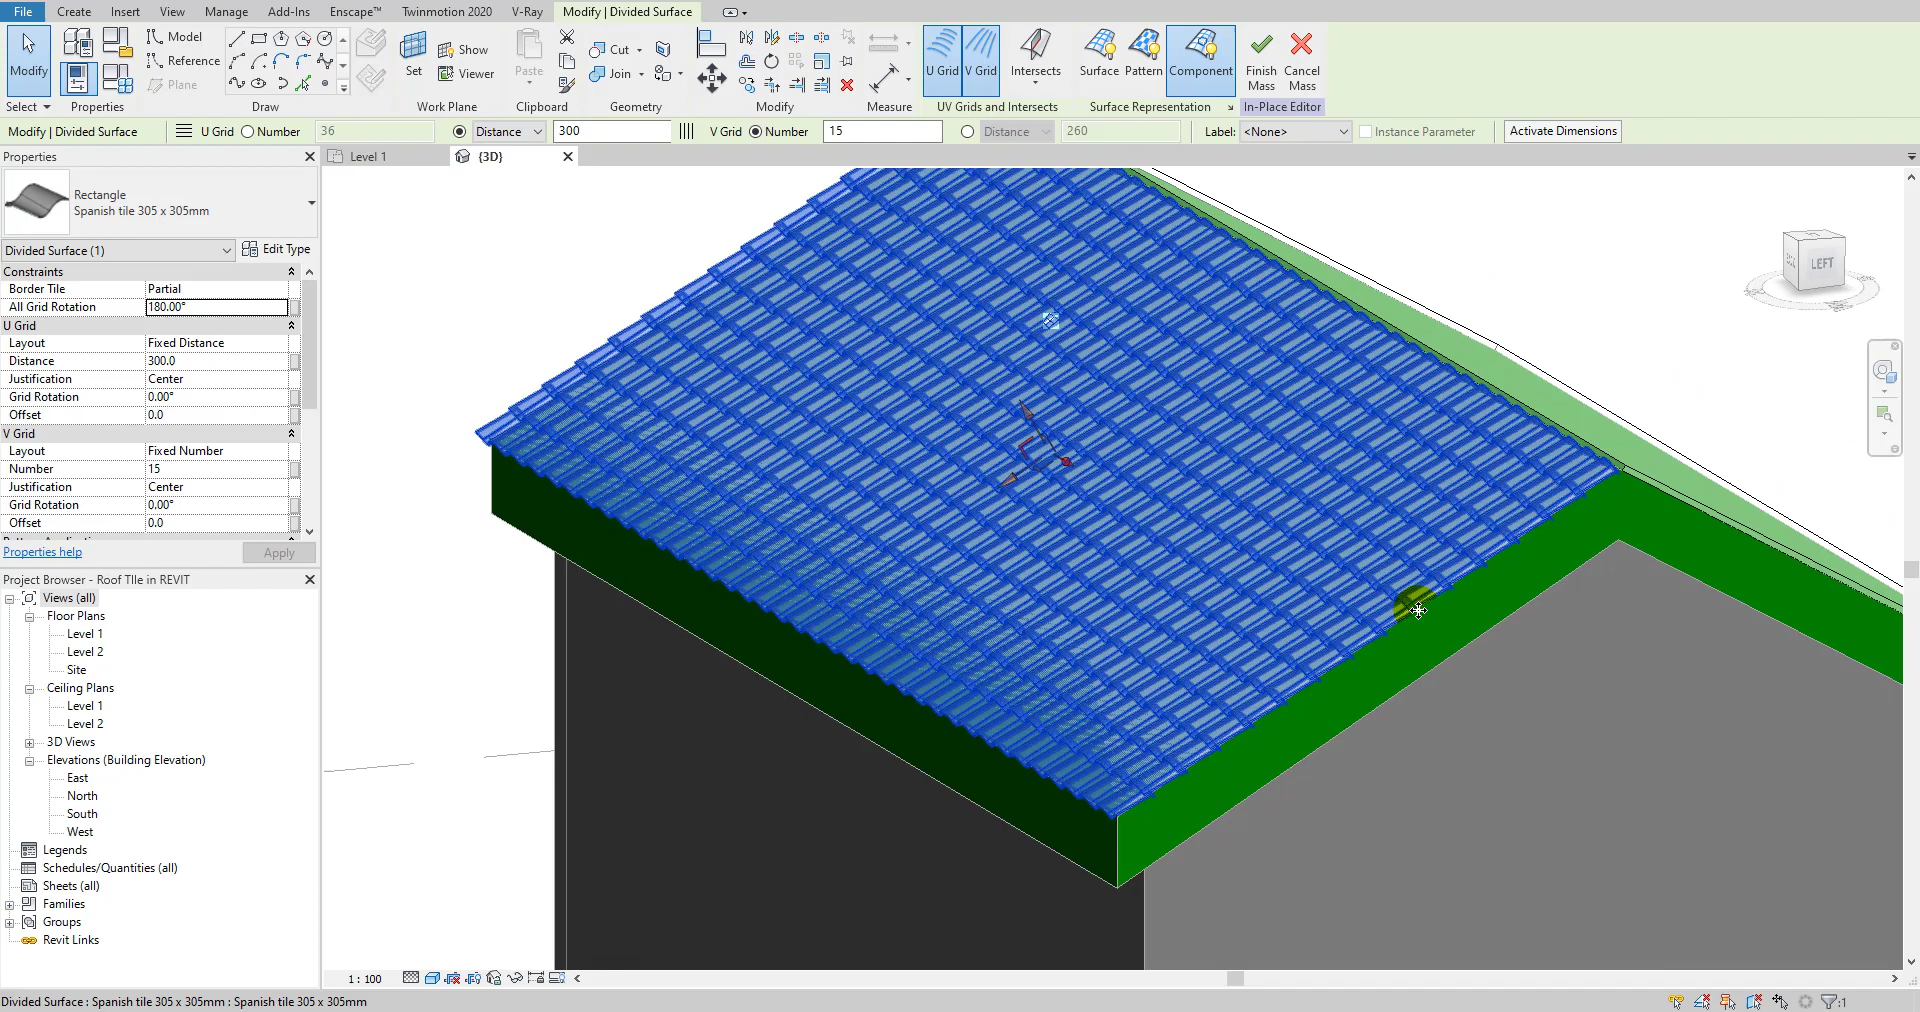 File Create Insert View Manage Add-Ins Enscape™ Twinmotion 2020 V-Ray Modify | Divided Surface
Modify
Model
Reference
Plane
Set
Show
Viewer
Paste
Cut
Join
U Grid V Grid Intersects Surface Pattern Component Finish Mass Cancel Mass
Select Properties Draw Work Plane Clipboard Geometry Modify Measure UV Grids and Intersects Surface Representation In-Place Editor
Modify | Divided Surface U Grid Number 36 Distance 300 V Grid Number 15 Distance 260 Label: <None> Instance Parameter Activate Dimensions
Properties
Level 1 {3D}
Rectangle
Spanish tile 305 x 305mm
Divided Surface (1) Edit Type
Constraints
Border Tile Partial
All Grid Rotation 180.00°
U Grid
Layout Fixed Distance
Distance 300.0
Justification Center
Grid Rotation 0.00°
Offset 0.0
V Grid
Layout Fixed Number
Number 15
Justification Center
Grid Rotation 0.00°
Offset 0.0
Properties help Apply
Project Browser - Roof TIle in REVIT
Views (all)
Floor Plans
Level 1
Level 2
Site
Ceiling Plans
Level 1
Level 2
3D Views
Elevations (Building Elevation)
East
North
South
West
Legends
Schedules/Quantities (all)
Sheets (all)
Families
Groups
Revit Links
LEFT
1 : 100
Divided Surface : Spanish tile 305 x 305mm : Spanish tile 305 x 305mm
:1